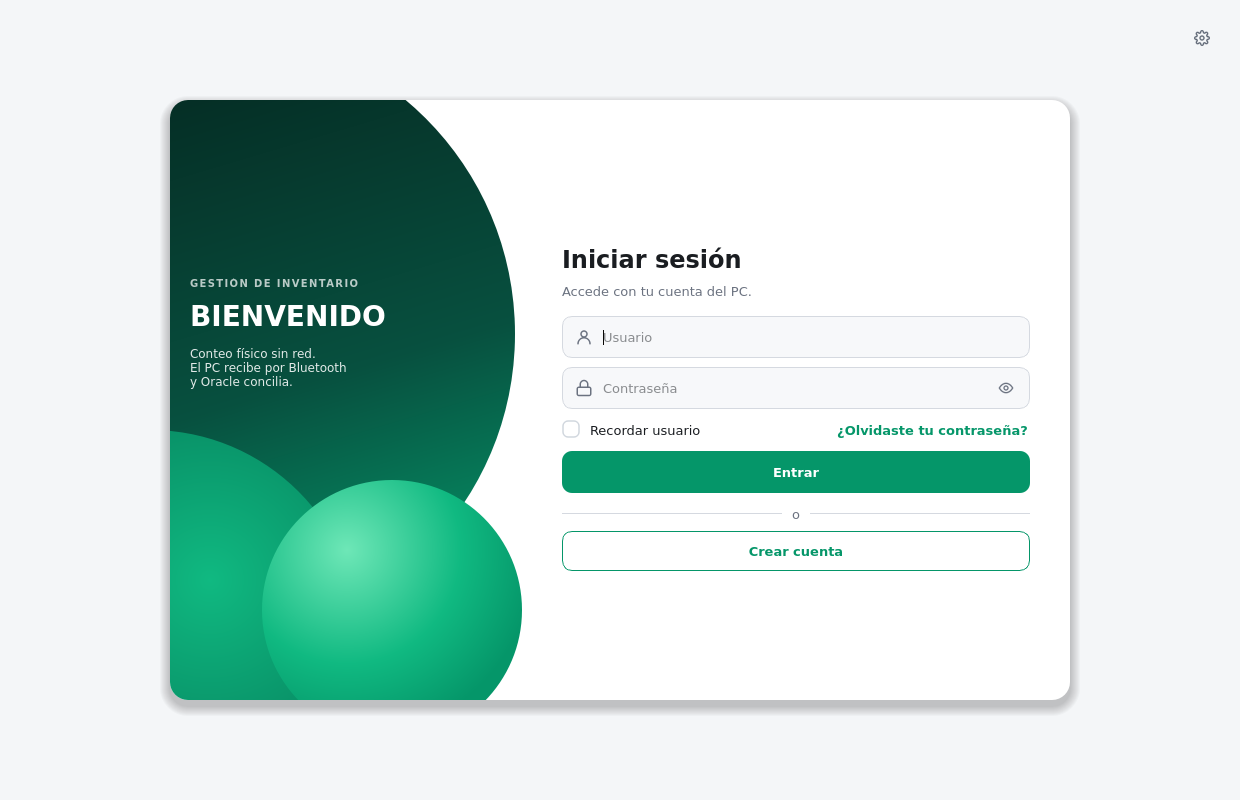 GESTION DE INVENTARIO
BIENVENIDO
Conteo físico sin red.
El PC recibe por Bluetooth
y Oracle concilia.
Iniciar sesión
Accede con tu cuenta del PC.
Usuario
Contraseña
Recordar usuario
¿Olvidaste tu contraseña?
Entrar
o
Crear cuenta